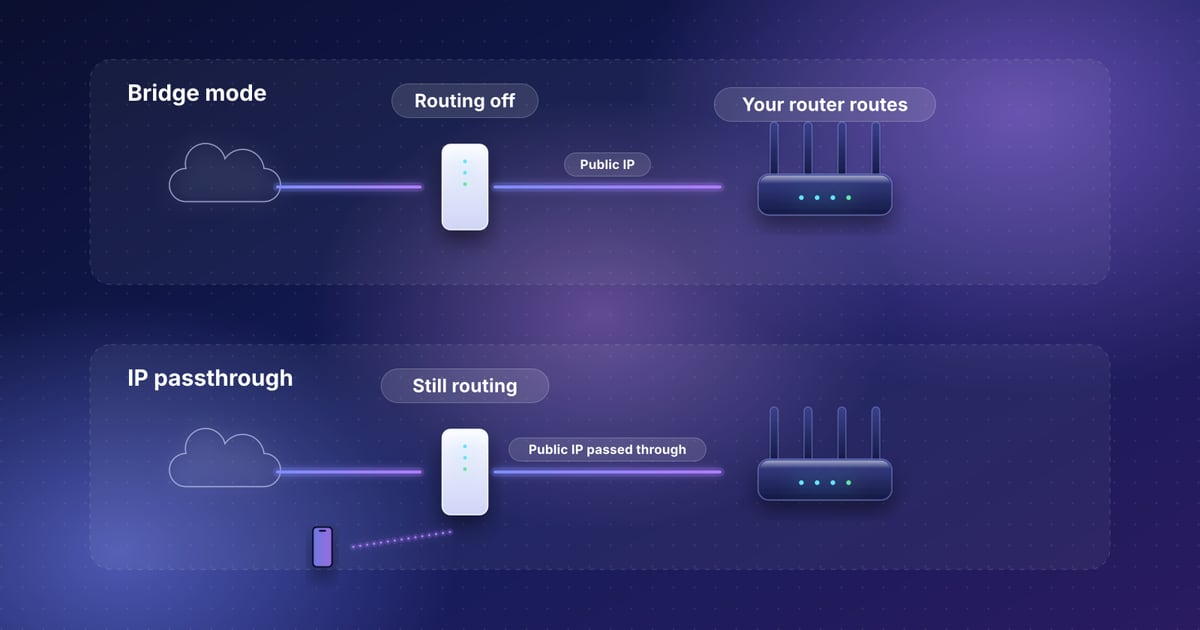 Bridge mode
Routing off
Your router routes
Public IP
IP passthrough
Still routing
Public IP passed through